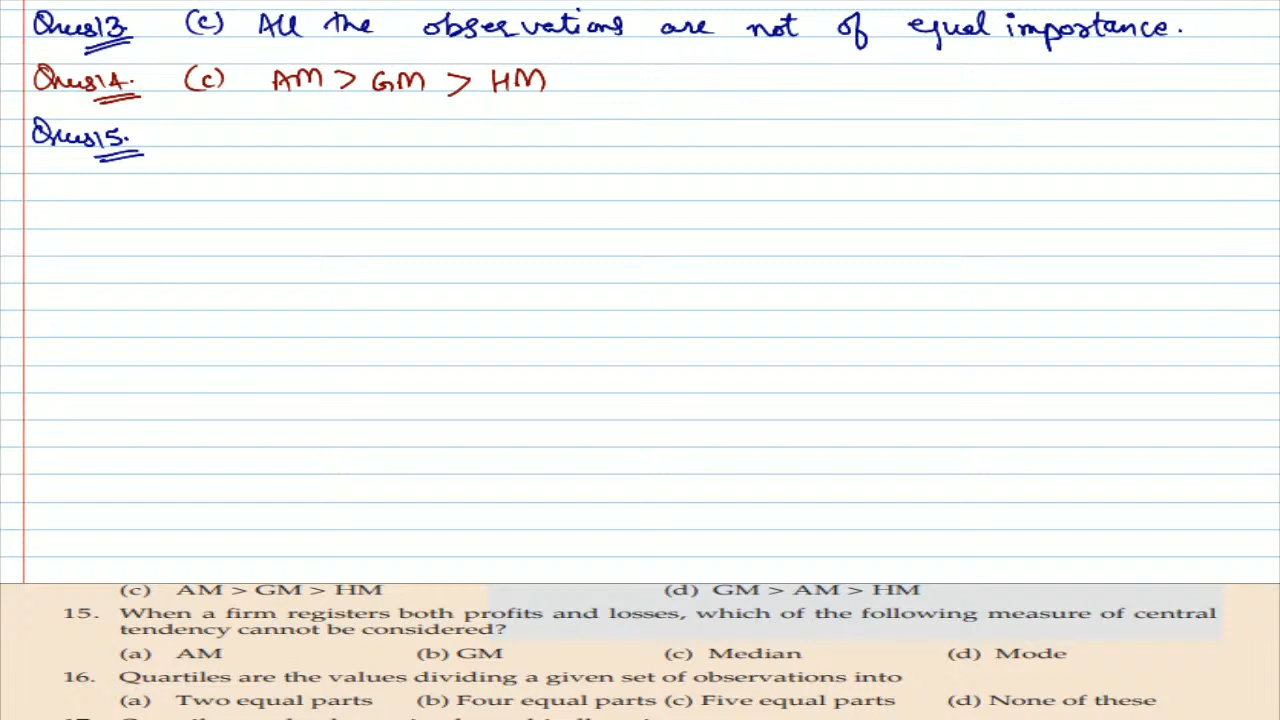 Ques13. (c) All the observations are not of equal importance.
Ques14. (c) AM > GM > HM
Ques15.
(c) AM > GM > HM (d) GM > AM > HM
15. When a firm registers both profits and losses, which of the following measure of central
tendency cannot be considered?
(a) AM (b) GM (c) Median (d) Mode
16. Quartiles are the values dividing a given set of observations into
(a) Two equal parts (b) Four equal parts (c) Five equal parts (d) None of these